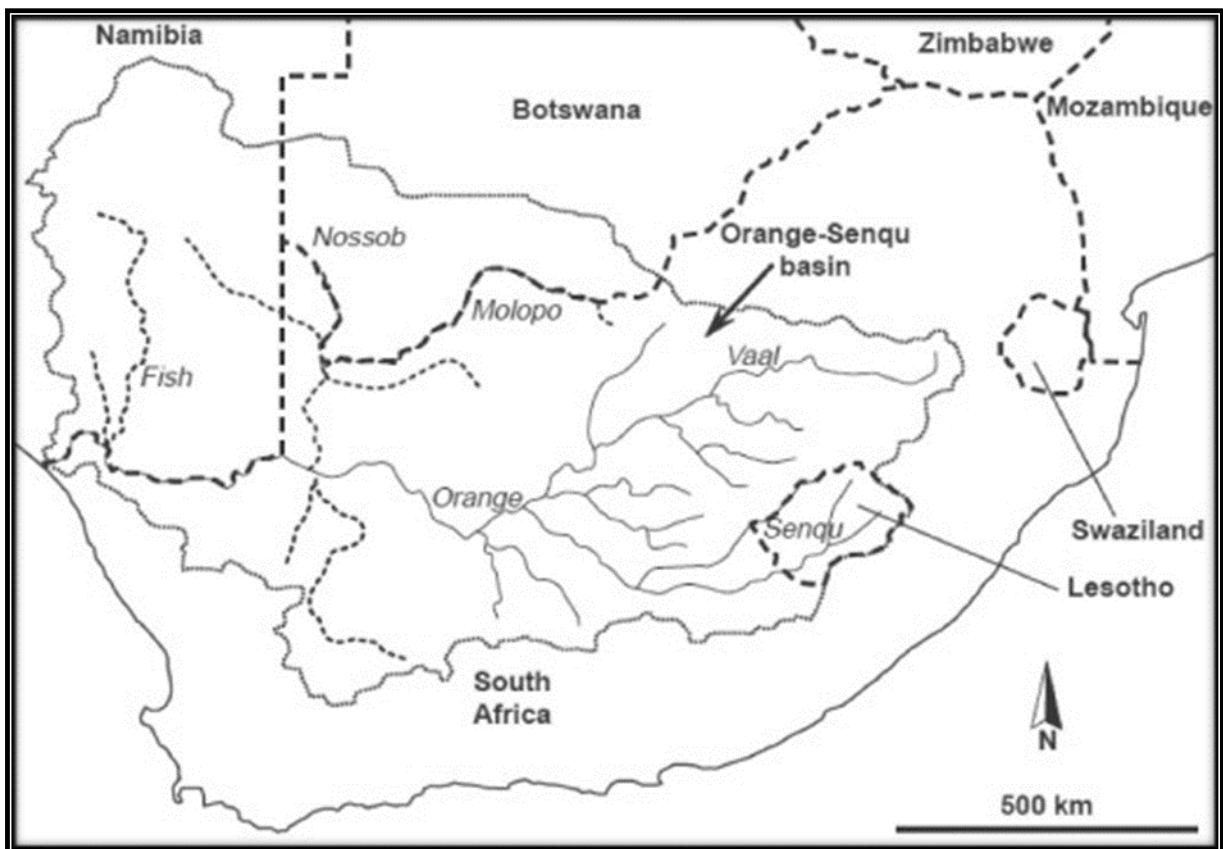 Namibia
Zimbabwe
Botswana
Mozambique
Nossob
Orange-Senqu
basin
Molopo
Vaal
Fish
Orange
Senqu
Swaziland
Lesotho
South
Africa
N
500 km